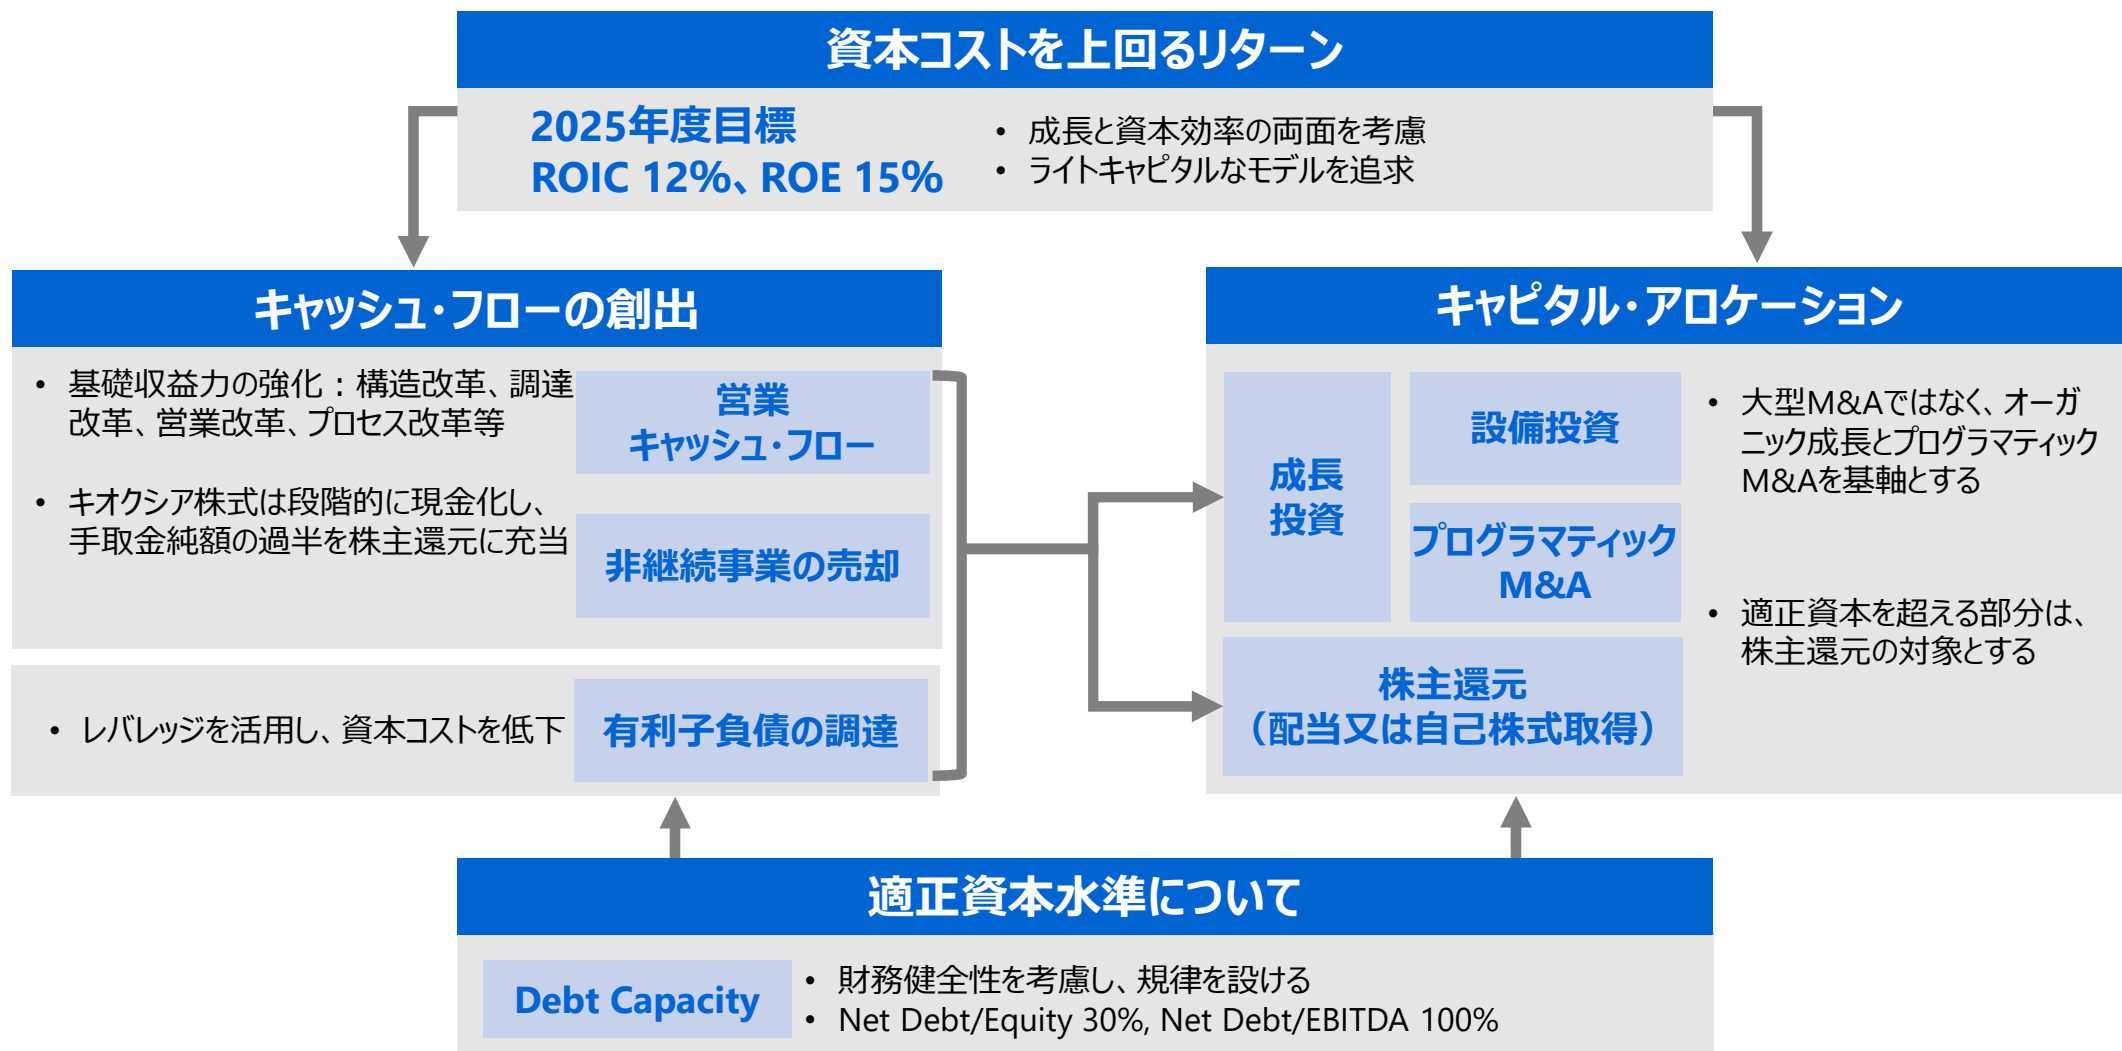 資本コストを上回るリターン
2025年度目標
ROIC 12%、ROE 15%
• 成長と資本効率の両面を考慮
• ライトキャピタルなモデルを追求
キャッシュ・フローの創出
• 基礎収益力の強化：構造改革、調達
改革、営業改革、プロセス改革等
• キオクシア株式は段階的に現金化し、
手取金純額の過半を株主還元に充当
営業
キャッシュ・フロー
非継続事業の売却
• レバレッジを活用し、資本コストを低下
有利子負債の調達
キャピタル・アロケーション
成長
投資
設備投資
プログラマティック
M&A
株主還元
（配当又は自己株式取得）
• 大型M&Aではなく、オーガ
ニック成長とプログラマティック
M&Aを基軸とする
• 適正資本を超える部分は、
株主還元の対象とする
適正資本水準について
Debt Capacity
• 財務健全性を考慮し、規律を設ける
• Net Debt/Equity 30%, Net Debt/EBITDA 100%